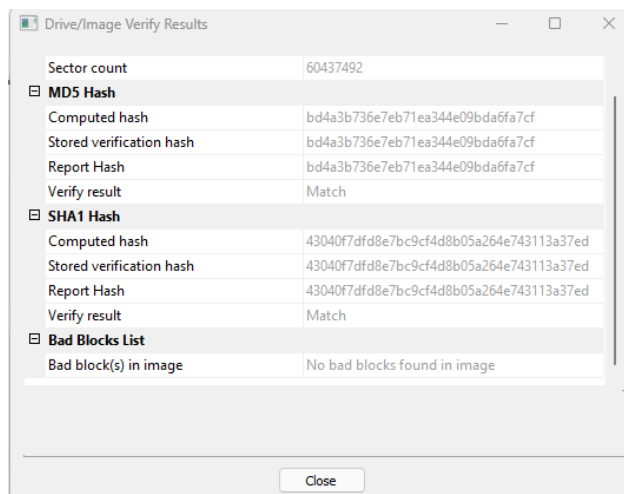 Drive/Image Verify Results
Sector count 60437492
MD5 Hash
Computed hash bd4a3b736e7eb71ea344e09bda6fa7cf
Stored verification hash bd4a3b736e7eb71ea344e09bda6fa7cf
Report Hash bd4a3b736e7eb71ea344e09bda6fa7cf
Verify result Match
SHA1 Hash
Computed hash 43040f7dfd8e7bc9cf4d8b05a264e743113a37ed
Stored verification hash 43040f7dfd8e7bc9cf4d8b05a264e743113a37ed
Report Hash 43040f7dfd8e7bc9cf4d8b05a264e743113a37ed
Verify result Match
Bad Blocks List
Bad block(s) in image No bad blocks found in image
Close